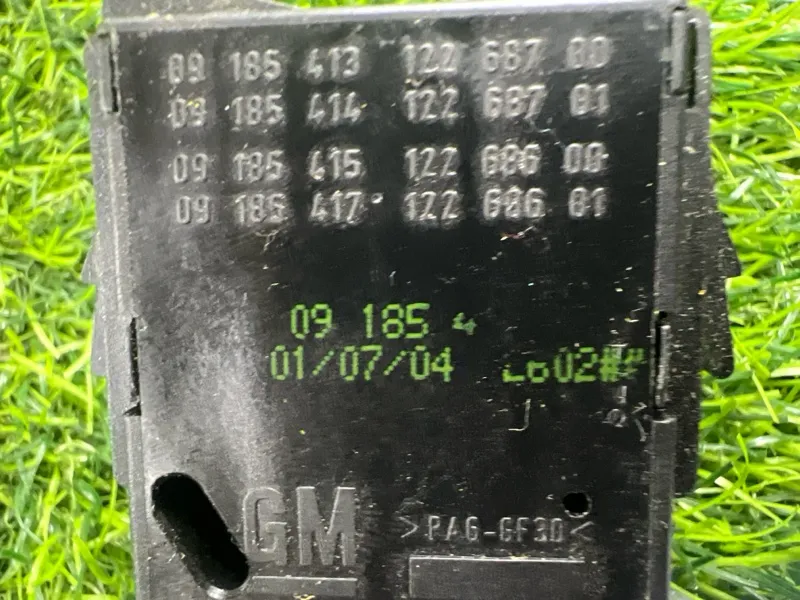 09 185 413 122 687 00
09 185 414 122 687 01
09 185 415 122 686 00
09 185 417 122 686 01
09 185 4
01/07/04
GM
>PA6-GF30<